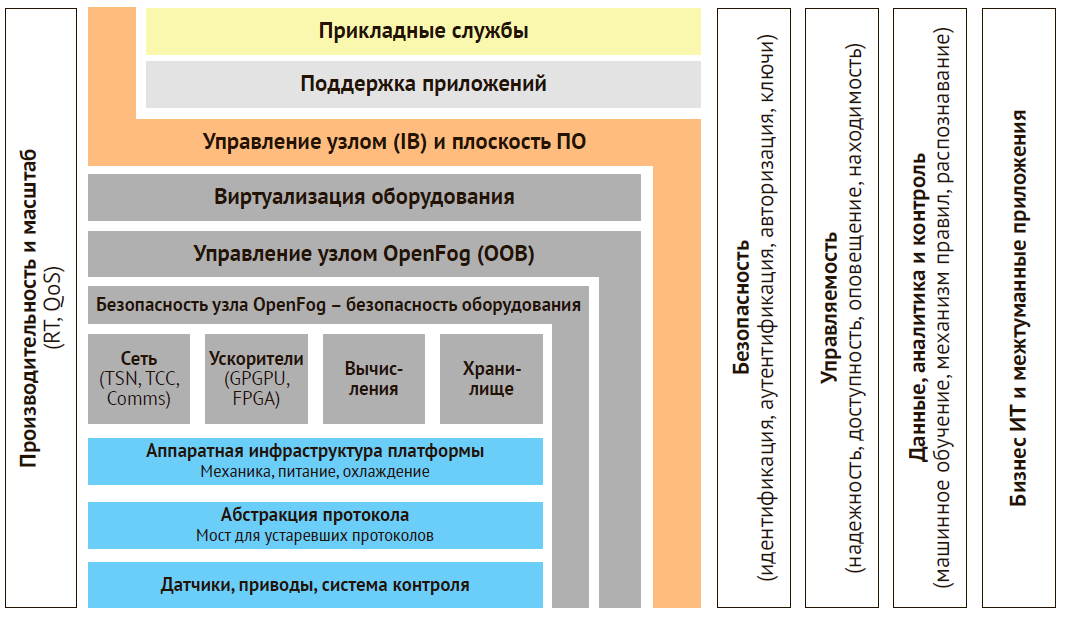 Производительность и масштаб
(RT, QoS)
Прикладные службы
Поддержка приложений
Управление узлом (IB) и плоскость ПО
Виртуализация оборудования
Управление узлом OpenFog (OOB)
Безопасность узла OpenFog – безопасность оборудования
Сеть
(TSN, TCC,
Comms)
Ускорители
(GPGPU,
FPGA)
Вычис-
ления
Храни-
лище
Аппаратная инфраструктура платформы
Механика, питание, охлаждение
Абстракция протокола
Мост для устаревших протоколов
Датчики, приводы, система контроля
Безопасность
(идентификация, аутентификация, авторизация, ключи)
Управляемость
(надежность, доступность, оповещение, находимость)
Данные, аналитика и контроль
(машинное обучение, механизм правил, распознавание)
Бизнес ИТ и межтуманные приложения